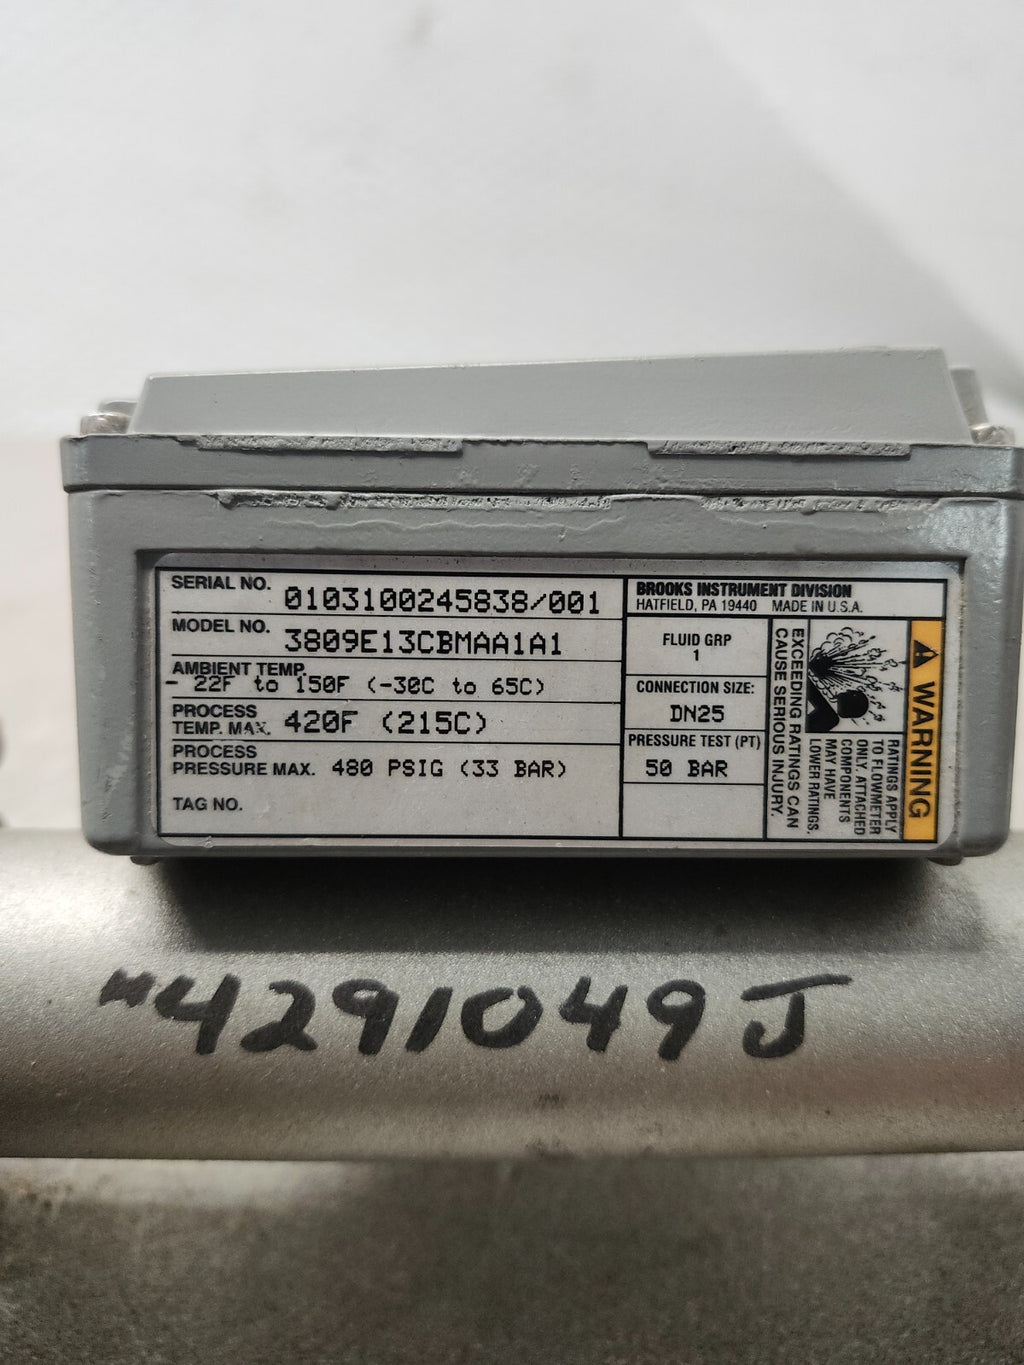 SERIAL NO. 0103100245838/001
MODEL NO. 3809E13CBMAA1A1
AMBIENT TEMP.
- 22F to 150F (-30C to 65C)
PROCESS
TEMP. MAX. 420F (215C)
PROCESS
PRESSURE MAX. 480 PSIG (33 BAR)
TAG NO.
BROOKS INSTRUMENT DIVISION
HATFIELD, PA 19440 MADE IN U.S.A.
FLUID GRP
1
CONNECTION SIZE:
DN25
PRESSURE TEST (PT)
50 BAR
WARNING
EXCEEDING RATINGS CAN
CAUSE SERIOUS INJURY.
RATINGS APPLY
TO FLOWMETER
ONLY. ATTACHED
COMPONENTS
MAY HAVE
LOWER RATINGS.
4291049J